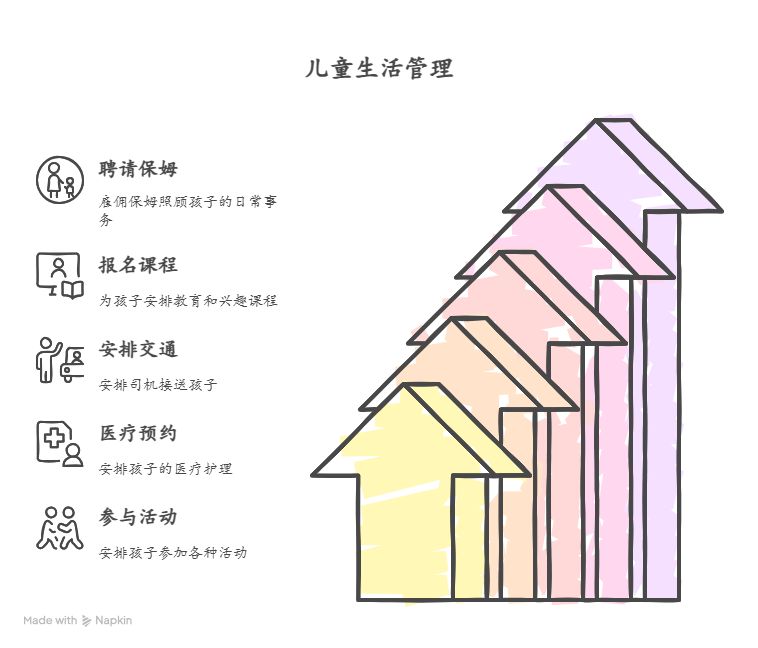 儿童生活管理
聘请保姆
雇佣保姆照顾孩子的日常事
务
报名课程
为孩子安排教育和兴趣课程
安排交通
安排司机接送孩子
医疗预约
安排孩子的医疗护理
参与活动
安排孩子参加各种活动
Made with Napkin